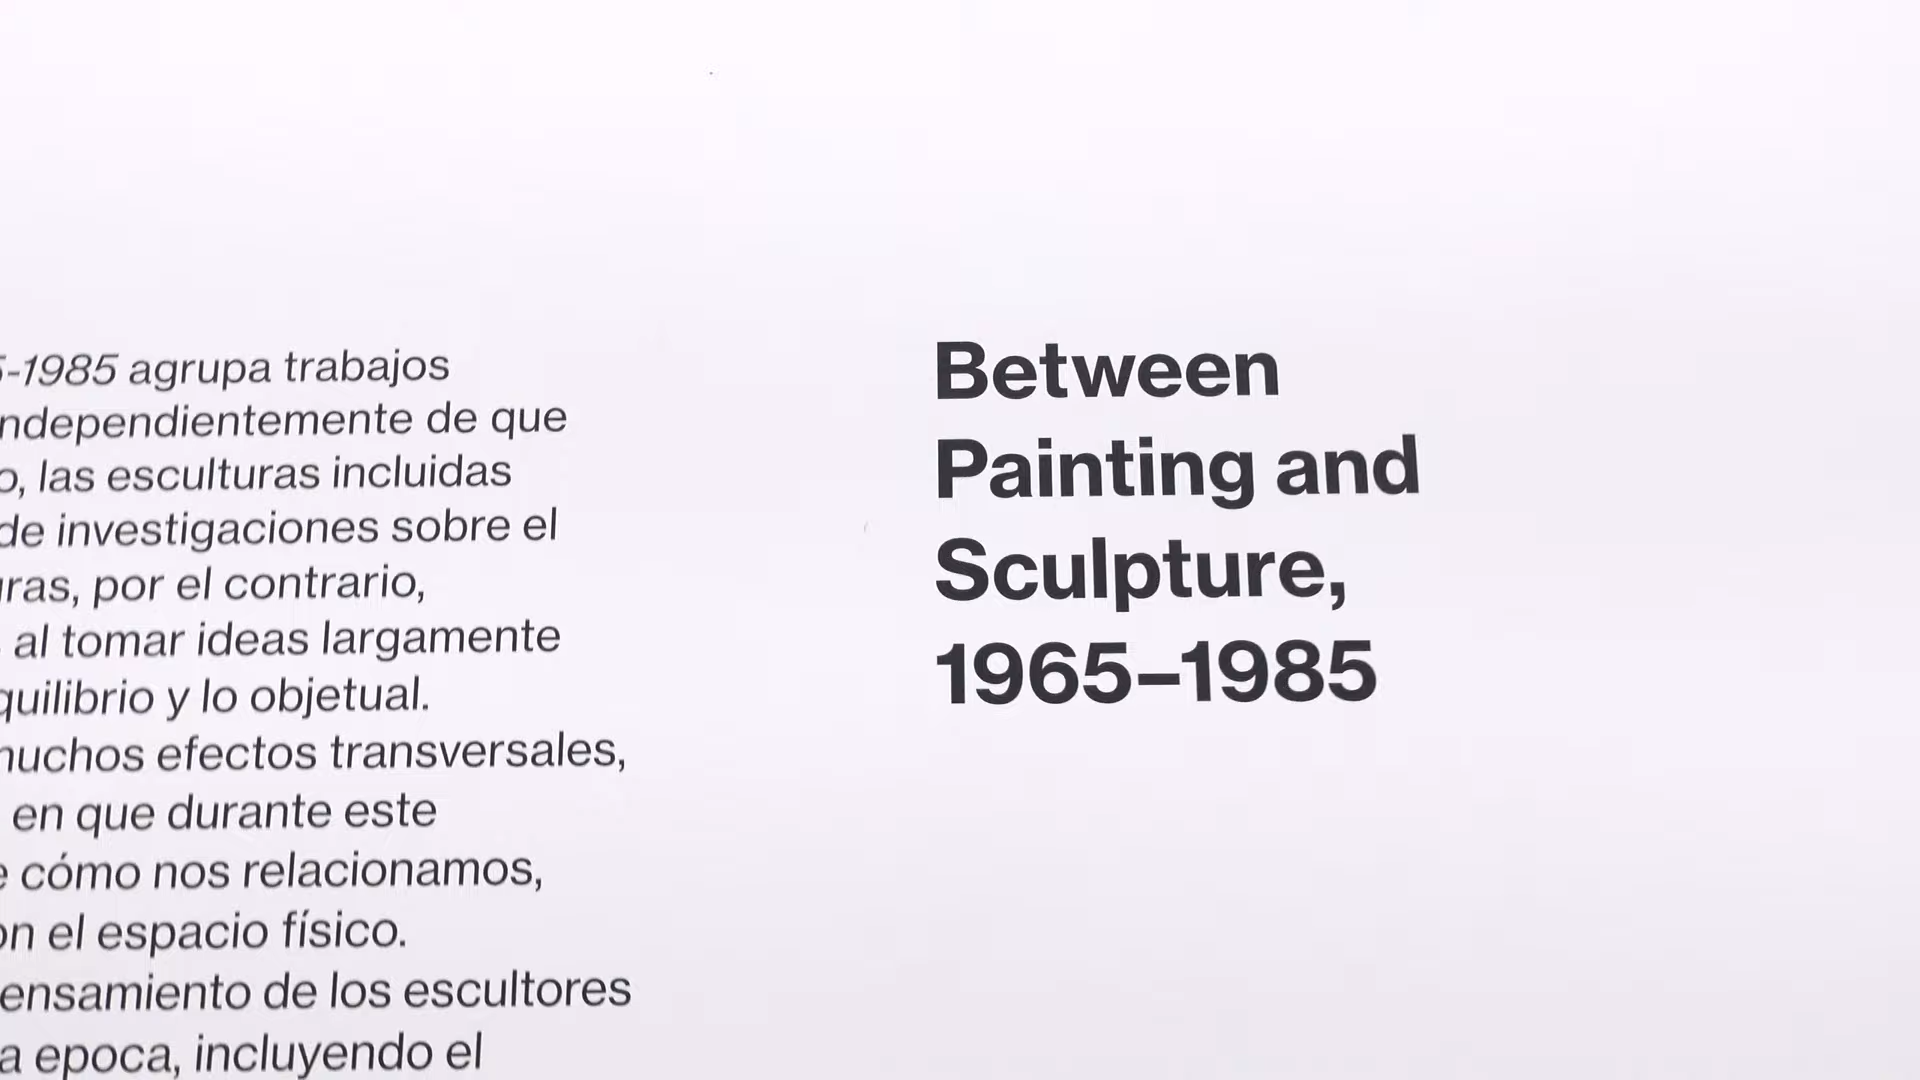 -1985 agrupa trabajos
ndependientemente de que
o, las esculturas incluidas
de investigaciones sobre el
ras, por el contrario,
al tomar ideas largamente
quilibrio y lo objetual.
muchos efectos transversales,
en que durante este
e cómo nos relacionamos,
on el espacio físico.
ensamiento de los escultores
a epoca, incluyendo el
Between
Painting and
Sculpture,
1965–1985